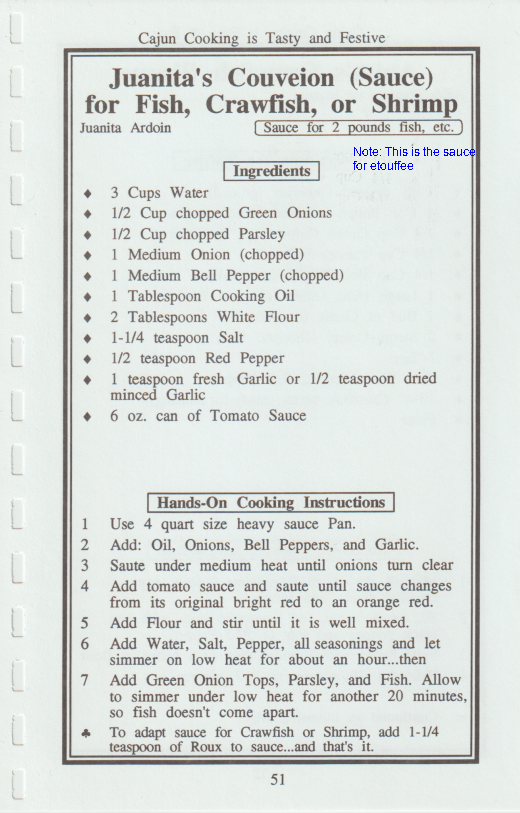 Cajun Cooking is Tasty and Festive
Juanita's Couveion (Sauce)
for Fish, Crawfish, or Shrimp
Juanita Ardoin
Sauce for 2 pounds fish, etc.
Note: This is the sauce
for etouffee
Ingredients
♦ 3 Cups Water
♦ 1/2 Cup chopped Green Onions
♦ 1/2 Cup chopped Parsley
♦ 1 Medium Onion (chopped)
♦ 1 Medium Bell Pepper (chopped)
♦ 1 Tablespoon Cooking Oil
♦ 2 Tablespoons White Flour
♦ 1-1/4 teaspoon Salt
♦ 1/2 teaspoon Red Pepper
♦ 1 teaspoon fresh Garlic or 1/2 teaspoon dried
minced Garlic
♦ 6 oz. can of Tomato Sauce
Hands-On Cooking Instructions
1 Use 4 quart size heavy sauce Pan.
2 Add: Oil, Onions, Bell Peppers, and Garlic.
3 Saute under medium heat until onions turn clear
4 Add tomato sauce and saute until sauce changes
from its original bright red to an orange red.
5 Add Flour and stir until it is well mixed.
6 Add Water, Salt, Pepper, all seasonings and let
simmer on low heat for about an hour...then
7 Add Green Onion Tops, Parsley, and Fish. Allow
to simmer under low heat for another 20 minutes,
so fish doesn't come apart.
♣ To adapt sauce for Crawfish or Shrimp, add 1-1/4
teaspoon of Roux to sauce...and that's it.
51